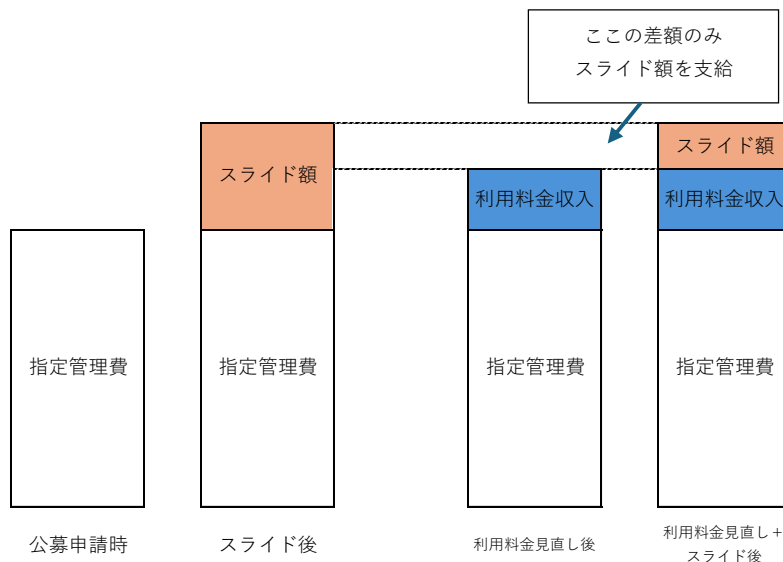 ここの差額のみ
スライド額を支給
スライド額
スライド額
利用料金収入
利用料金収入
指定管理費
指定管理費
指定管理費
指定管理費
公募申請時
スライド後
利用料金見直し後
利用料金見直し+
スライド後